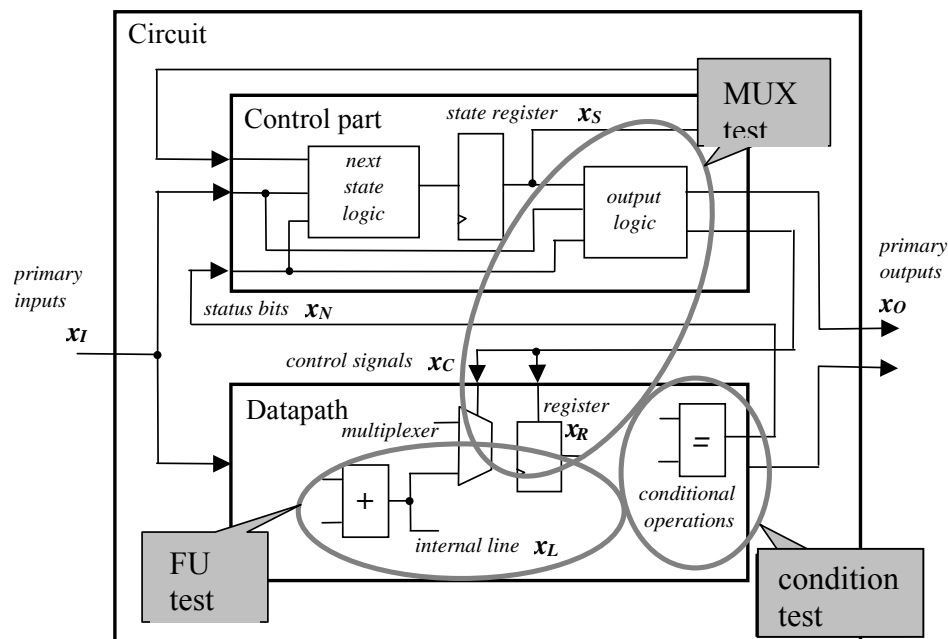 Circuit
MUX
test
state register x_S
Control part
next
state
logic
output
logic
primary
inputs
x_I
primary
outputs
x_O
status bits x_N
control signals x_C
Datapath
register
x_R
multiplexer
=
+
conditional
operations
internal line x_L
FU
test
condition
test